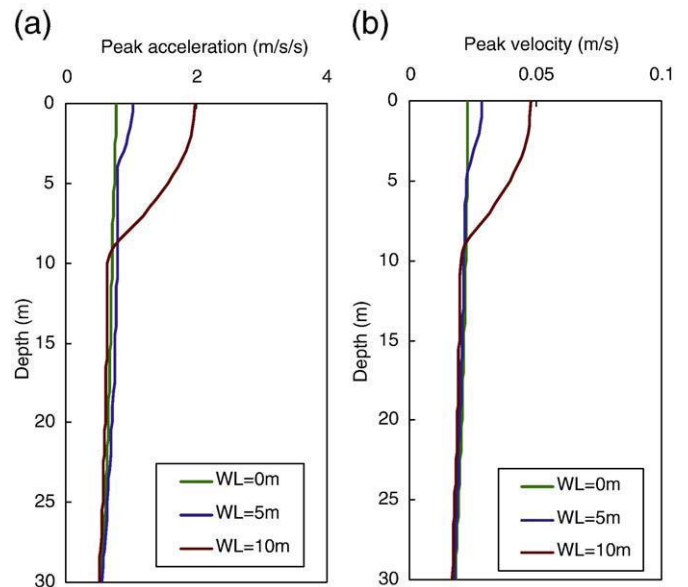 (a)
Peak acceleration (m/s/s)
0 2 4
0
5
10
15
20
25
30
Depth (m)
WL=0m
WL=5m
WL=10m
(b)
Peak velocity (m/s)
0 0.05 0.1
0
5
10
15
20
25
30
Depth (m)
WL=0m
WL=5m
WL=10m